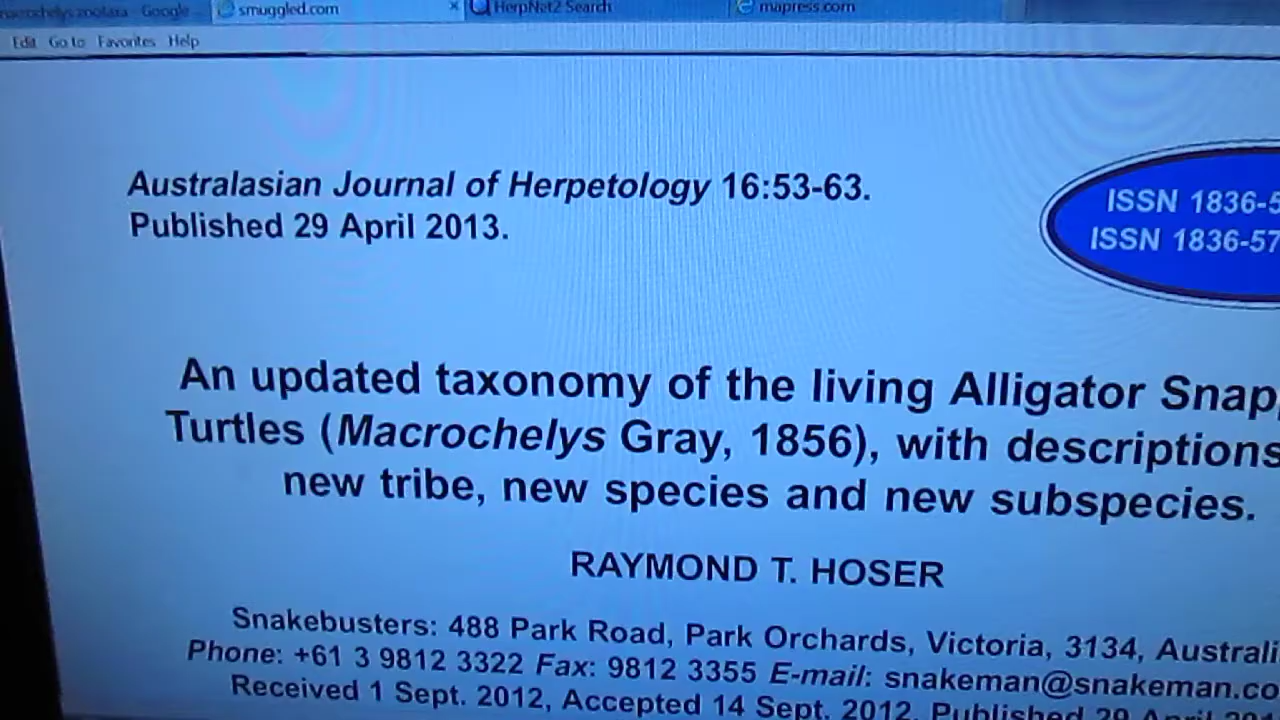 macrochelys zootaxa - Google ...
smuggled.com
HerpNet2 Search
mapress.com
Edit Go to Favorites Help
Australasian Journal of Herpetology 16:53-63.
Published 29 April 2013.
ISSN 1836-5
ISSN 1836-57
An updated taxonomy of the living Alligator Snap
Turtles (Macrochelys Gray, 1856), with descriptions
new tribe, new species and new subspecies.
RAYMOND T. HOSER
Snakebusters: 488 Park Road, Park Orchards, Victoria, 3134, Australi
Phone: +61 3 9812 3322 Fax: 9812 3355 E-mail: snakeman@snakeman.co
Received 1 Sept. 2012, Accepted 14 Sept. 2012, Published 29 April 201